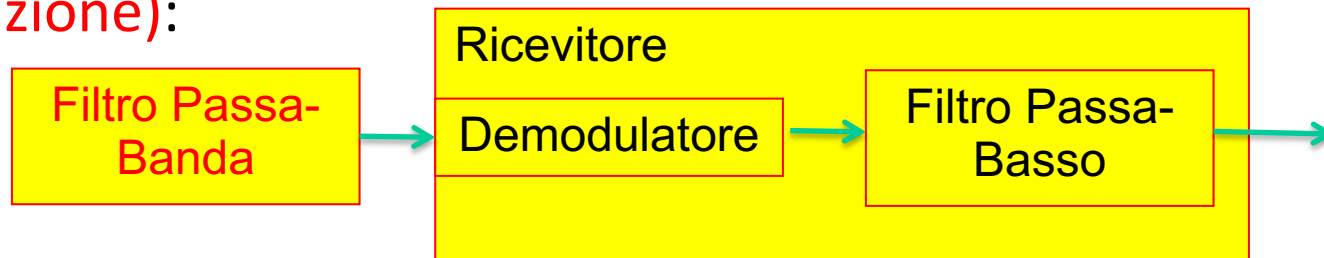 zione):
Ricevitore
Filtro Passa-
Banda
Demodulatore
Filtro Passa-
Basso